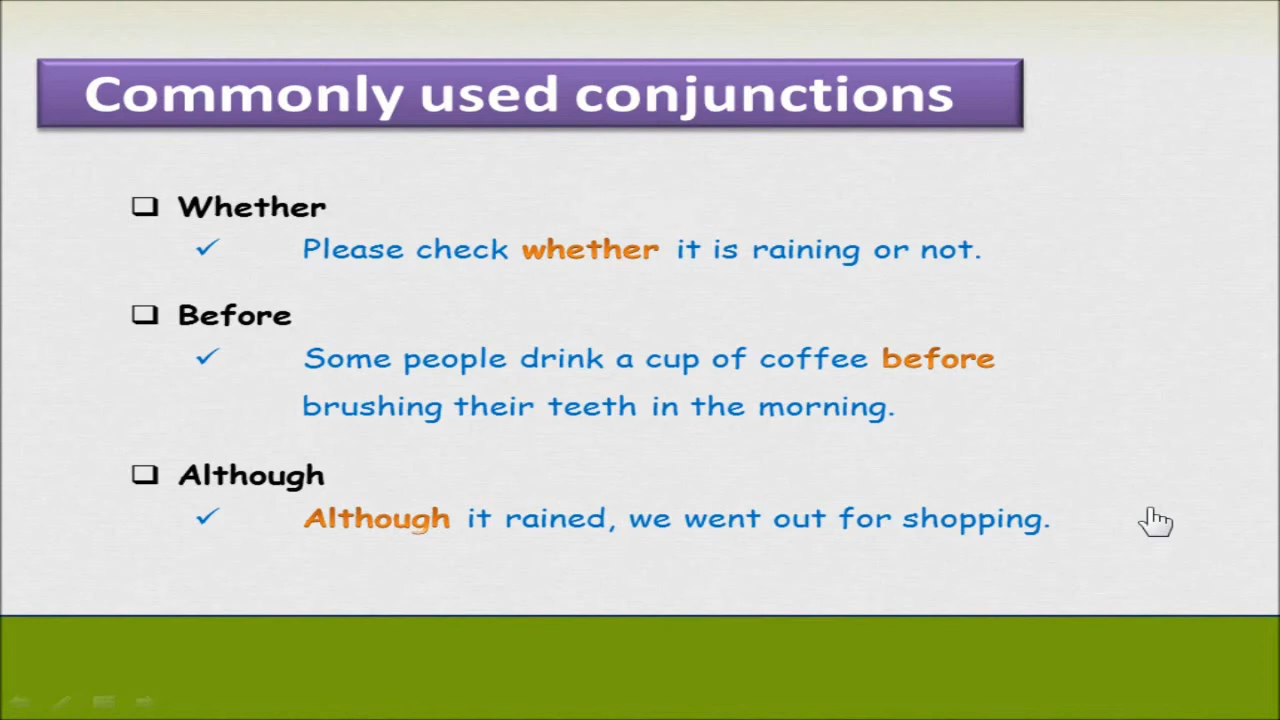 Commonly used conjunctions
Whether
Please check whether it is raining or not.
Before
Some people drink a cup of coffee before
brushing their teeth in the morning.
Although
Although it rained, we went out for shopping.